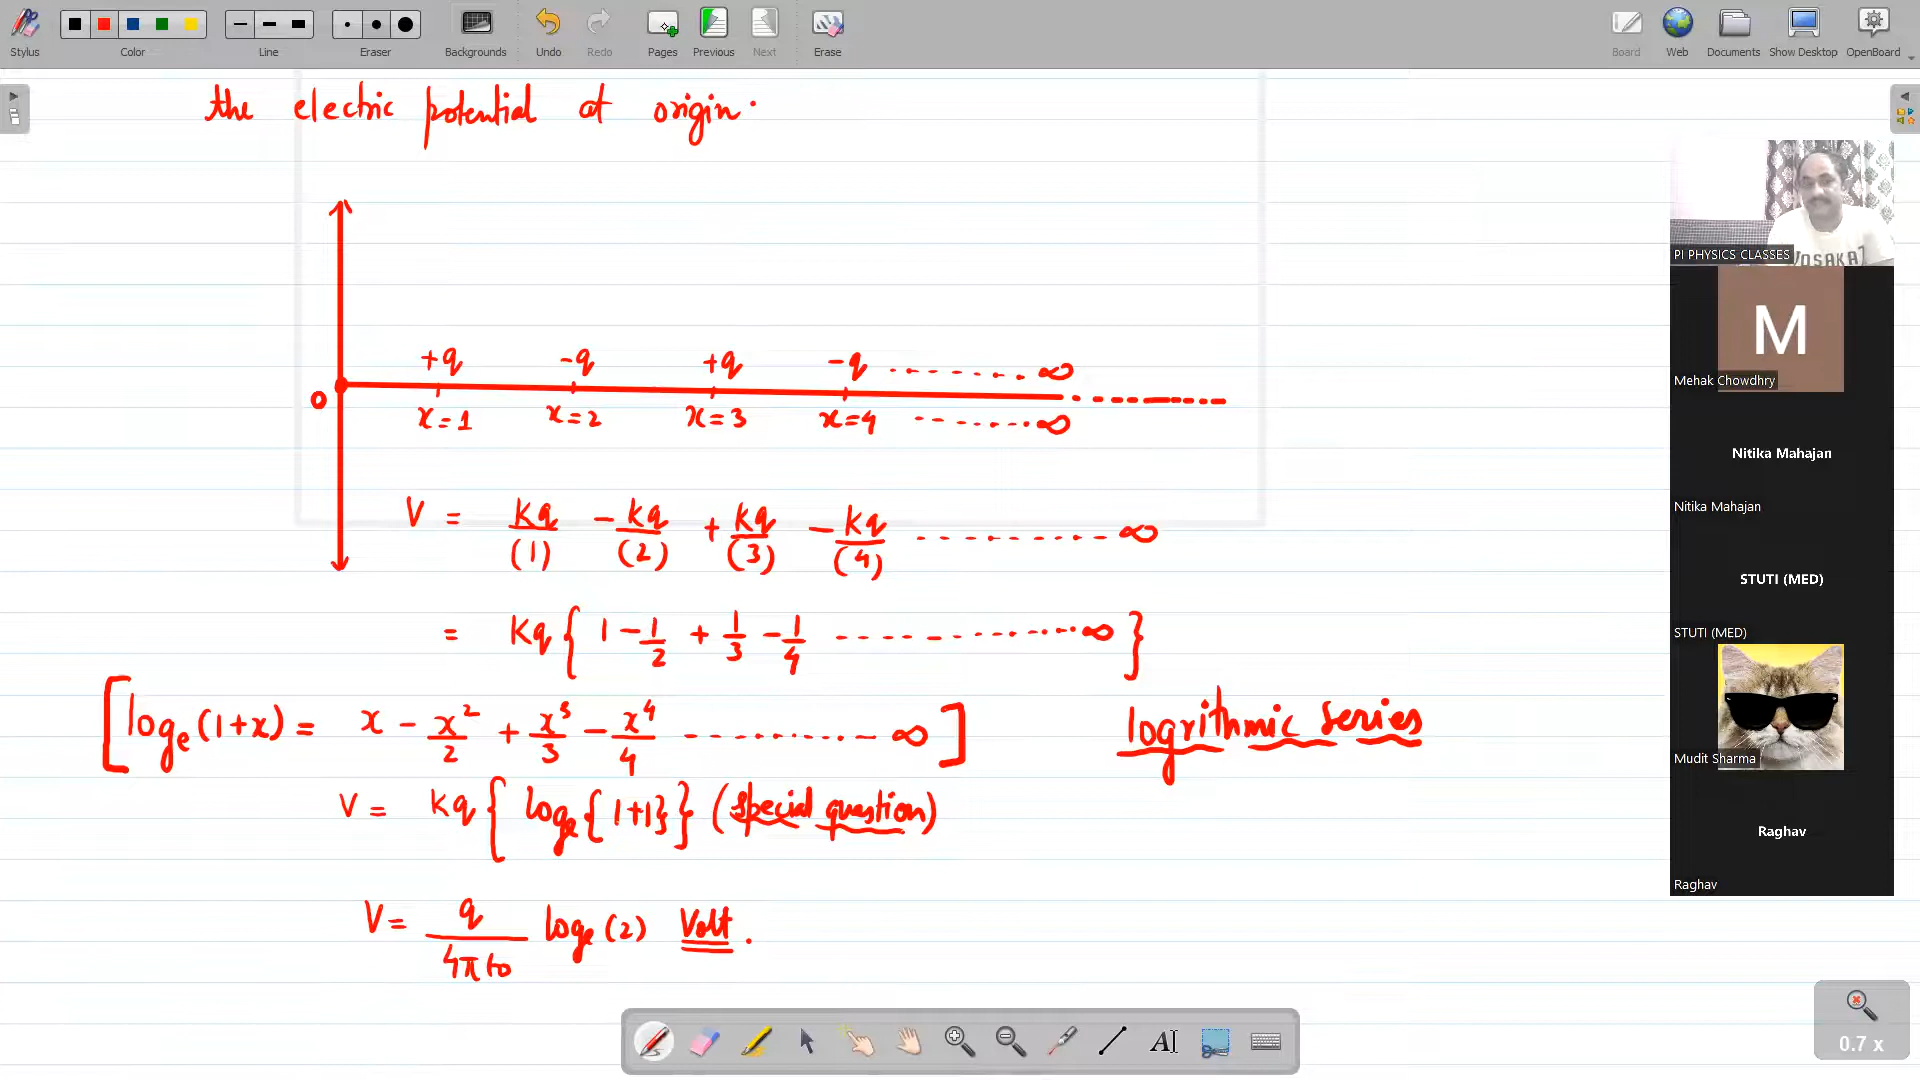 Stylus Color Line Eraser Backgrounds Undo Redo Pages Previous Next Erase Board Web Documents Show Desktop OpenBoard
the electric potential at origin.
+q -q +q -q ........ ∞
O
x=1 x=2 x=3 x=4 ........ ∞
V = Kq/(1) - Kq/(2) + Kq/(3) - Kq/(4) ........... ∞
= Kq { 1 - 1/2 + 1/3 - 1/4 ............ ∞ }
[ logₑ(1+x) = x - x²/2 + x³/3 - x⁴/4 .......... ∞ ] logrithmic series
V = Kq { logₑ{1+1} } (special question)
V = q/4πϵo logₑ(2) Volt.
PI PHYSICS CLASSES
M
Mehak Chowdhry
Nitika Mahajan
Nitika Mahajan
STUTI (MED)
STUTI (MED)
Mudit Sharma
Raghav
Raghav
AI
0.7 x